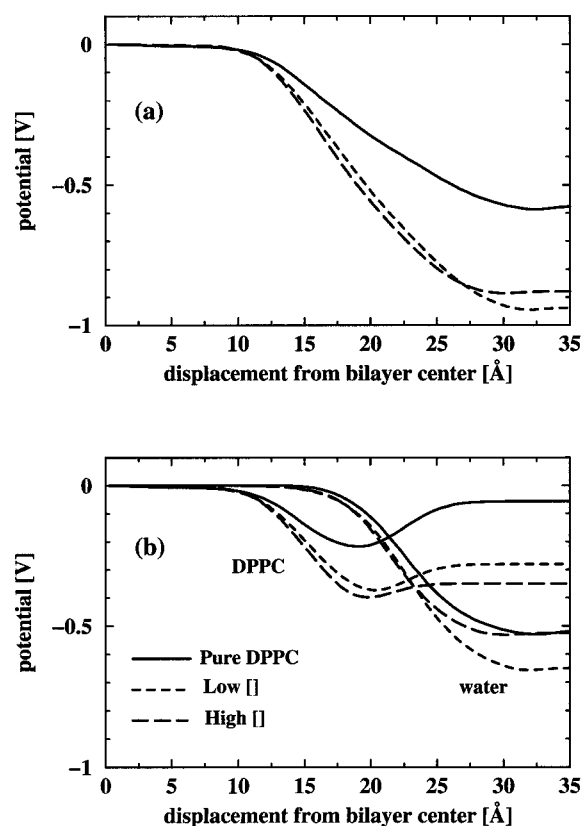 0
(a)
potential [V]
−0.5
−1
0 5 10 15 20 25 30 35
displacement from bilayer center [Å]
0
(b)
DPPC
potential [V]
−0.5
Pure DPPC
Low []
water
High []
−1
0 5 10 15 20 25 30 35
displacement from bilayer center [Å]